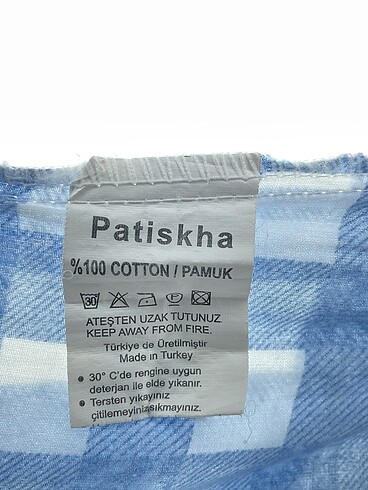 Patiskha
%100 COTTON / PAMUK
30
ATEŞTEN UZAK TUTUNUZ
KEEP AWAY FROM FIRE.
Türkiye de Üretilmiştir
Made in Turkey
• 30° C'de rengine uygun
deterjan ile elde yıkanır.
• Tersten yıkayınız
çitilemeyiniz,sıkmayınız.